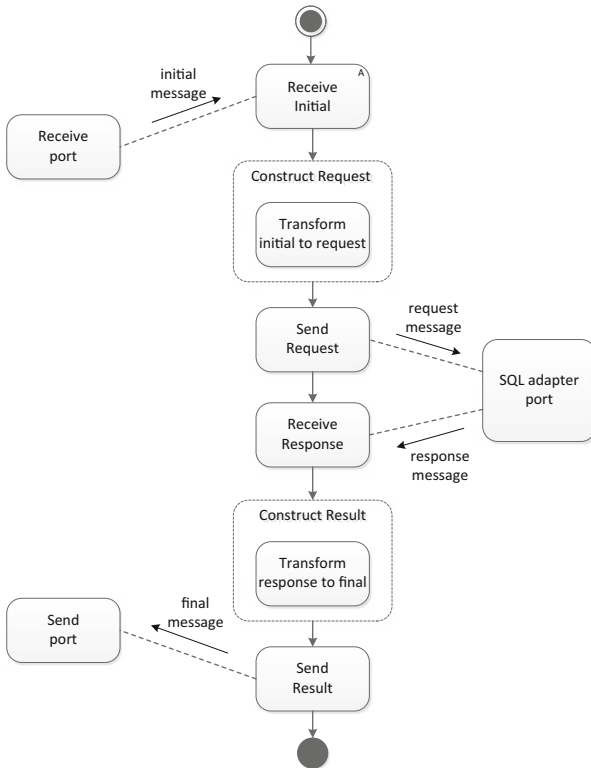 A
Receive
Initial
initial
message
Receive
port
Construct Request
Transform
initial to request
Send
Request
request
message
SQL adapter
port
Receive
Response
response
message
Construct Result
Transform
response to final
final
message
Send
port
Send
Result